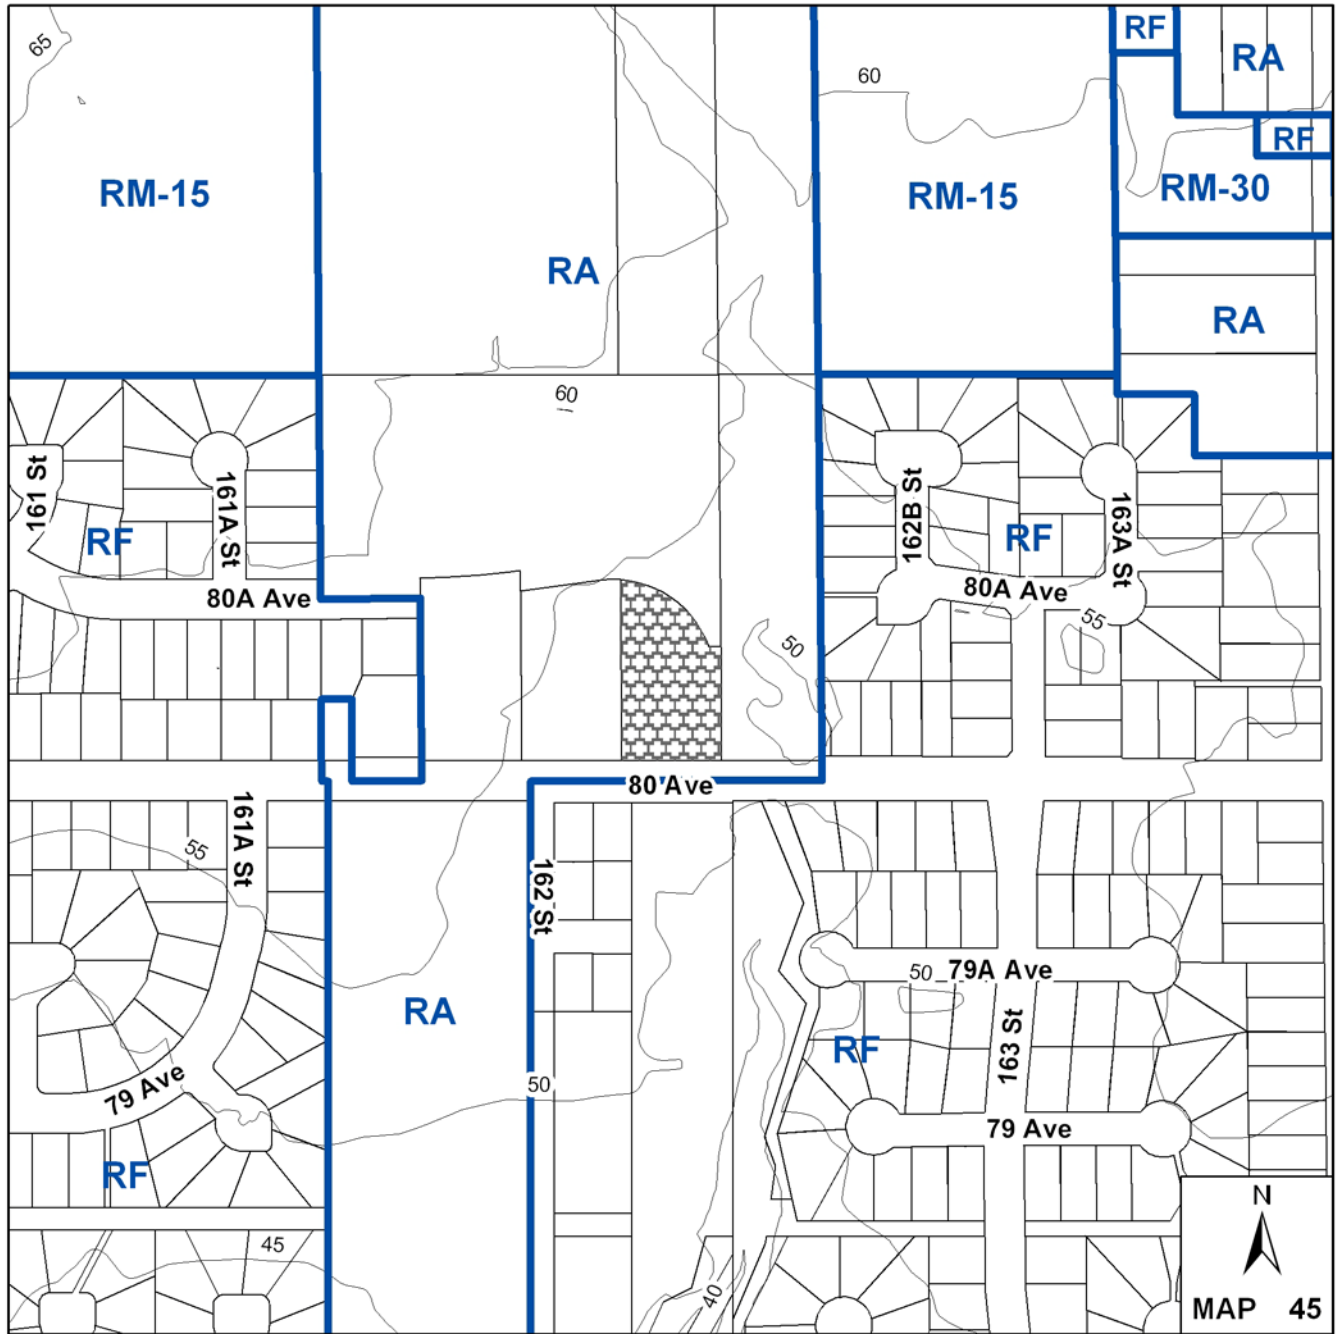 65
RM-15
RA
60
RM-15
RF
RA
RF
RM-30
RA
60
161 St
161A St
RF
80A Ave
162B St
RF
163A St
80A Ave
55
50
80 Ave
161A St
55
162 St
RA
50
79A Ave
50
163 St
RF
79 Ave
79 Ave
RF
45
40
N
MAP 45